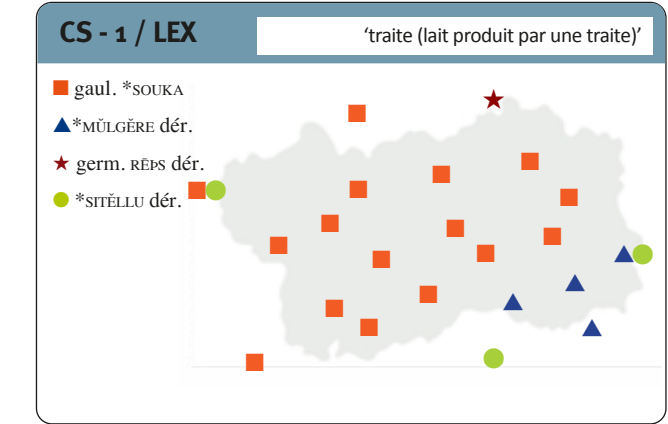 CS - 1 / LEX
‘traite (lait produit par une traite)’
gaul. *SOUKA
*MŬLGĔRE dér.
germ. RĒÞS dér.
*SITĔLLU dér.